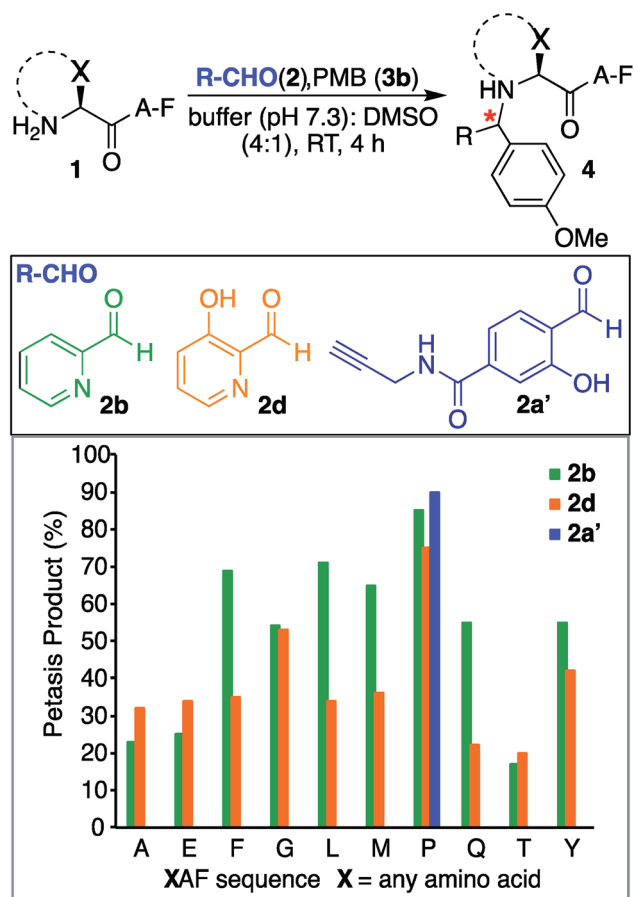 X
H2N
O
A-F
1
R-CHO(2),PMB (3b)
buffer (pH 7.3): DMSO
(4:1), RT, 4 h
X
HN
O
A-F
R
*
4
OMe
R-CHO
O
H
N
2b
OH
O
H
N
2d
H
N
O
O
H
OH
2a'
Petasis Product (%)
100
90
80
70
60
50
40
30
20
10
0
2b
2d
2a'
A E F G L M P Q T Y
XAF sequence X = any amino acid